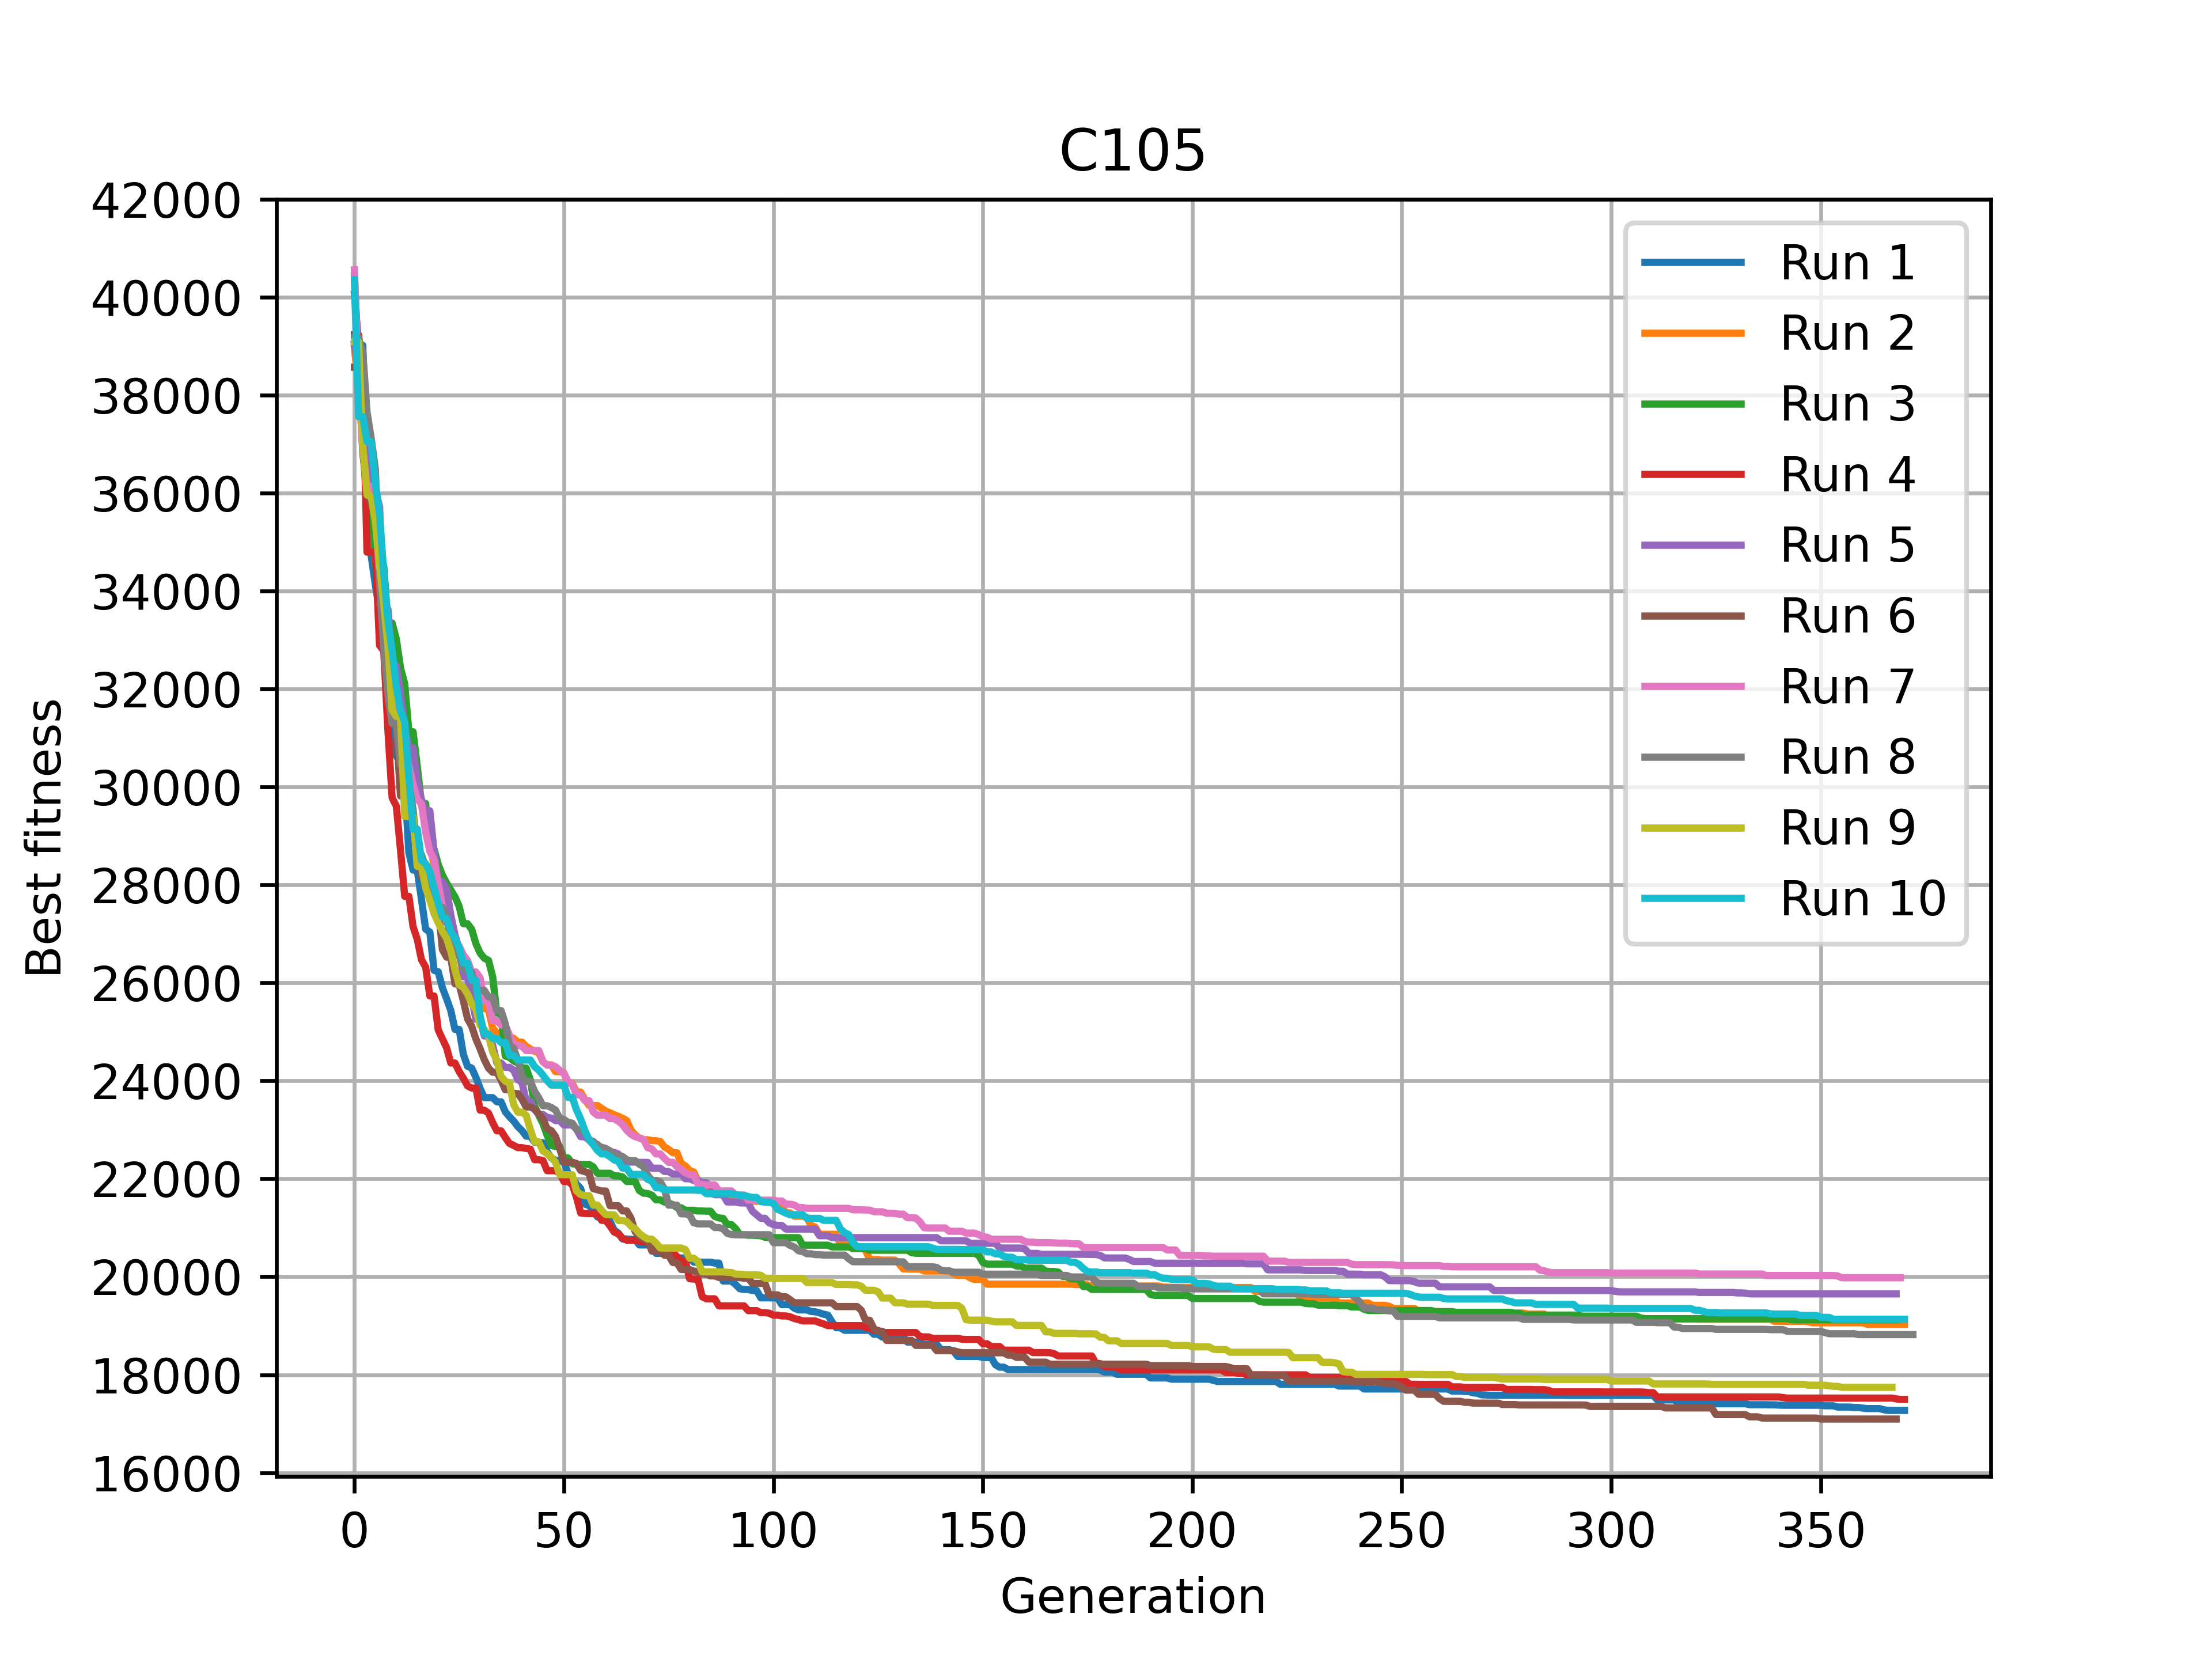 C105
42000
40000
38000
36000
34000
32000
30000
28000
26000
24000
22000
20000
18000
16000
Best fitness
0 50 100 150 200 250 300 350
Generation
Run 1
Run 2
Run 3
Run 4
Run 5
Run 6
Run 7
Run 8
Run 9
Run 10